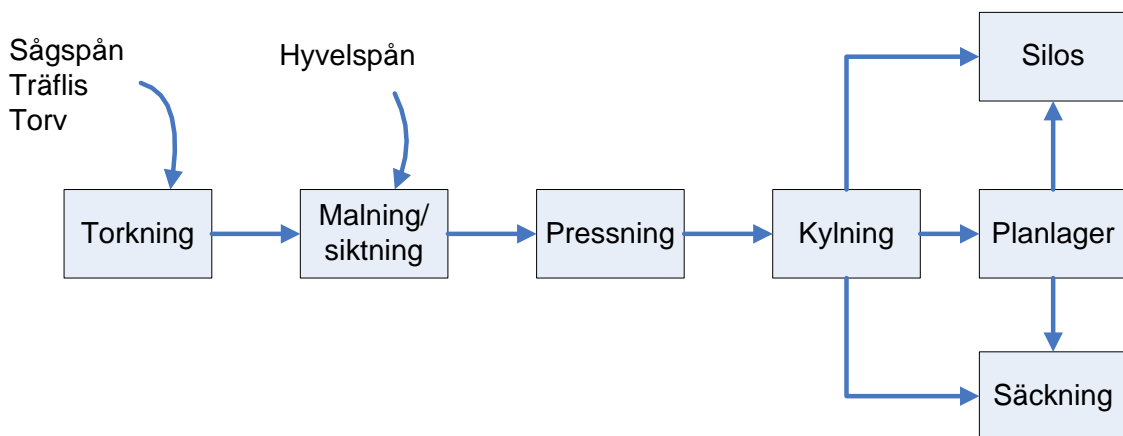 Sågspån
Träflis
Torv
Hyvelspån
Torkning
Malning/
siktning
Pressning
Kylning
Silos
Planlager
Säckning